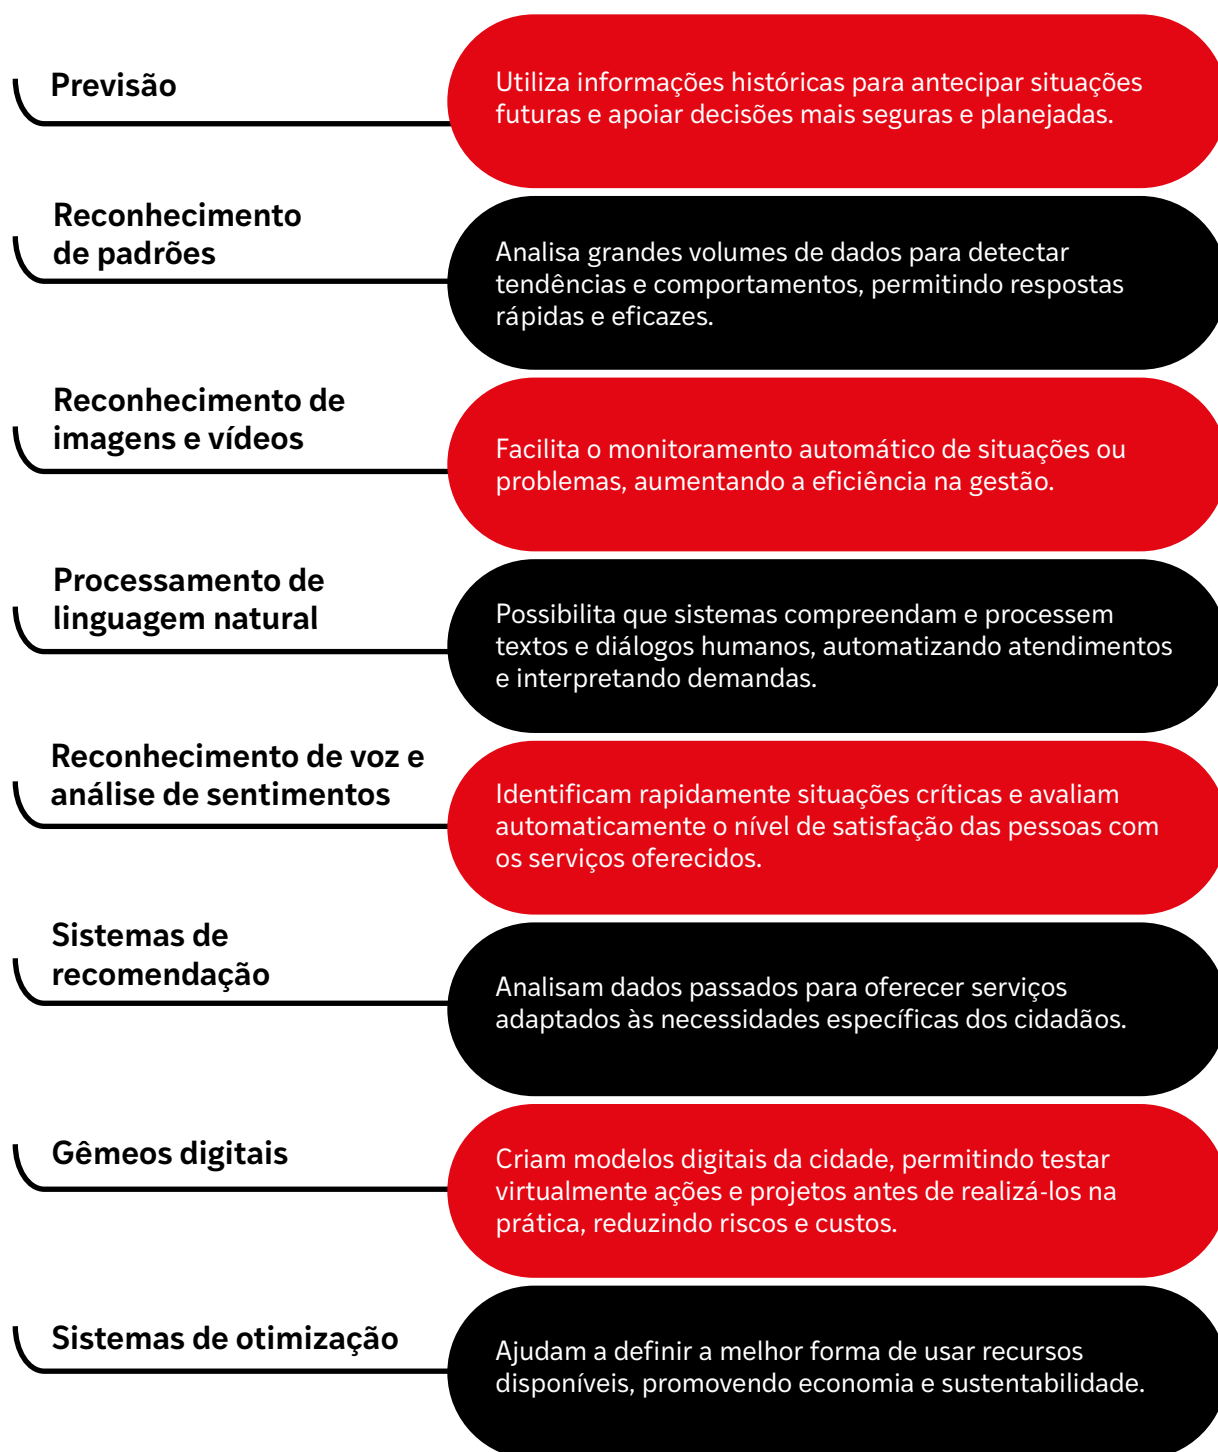 Previsão
Utiliza informações históricas para antecipar situações
futuras e apoiar decisões mais seguras e planejadas.
Reconhecimento
de padrões
Analisa grandes volumes de dados para detectar
tendências e comportamentos, permitindo respostas
rápidas e eficazes.
Reconhecimento de
imagens e vídeos
Facilita o monitoramento automático de situações ou
problemas, aumentando a eficiência na gestão.
Processamento de
linguagem natural
Possibilita que sistemas compreendam e processem
textos e diálogos humanos, automatizando atendimentos
e interpretando demandas.
Reconhecimento de voz e
análise de sentimentos
Identificam rapidamente situações críticas e avaliam
automaticamente o nível de satisfação das pessoas com
os serviços oferecidos.
Sistemas de
recomendação
Analisam dados passados para oferecer serviços
adaptados às necessidades específicas dos cidadãos.
Gêmeos digitais
Criam modelos digitais da cidade, permitindo testar
virtualmente ações e projetos antes de realizá-los na
prática, reduzindo riscos e custos.
Sistemas de otimização
Ajudam a definir a melhor forma de usar recursos
disponíveis, promovendo economia e sustentabilidade.